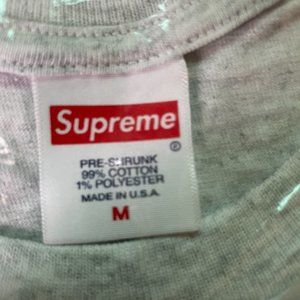 Supreme
®
PRE-SHRUNK
99% COTTON
1% POLYESTER
MADE IN U.S.A.
M